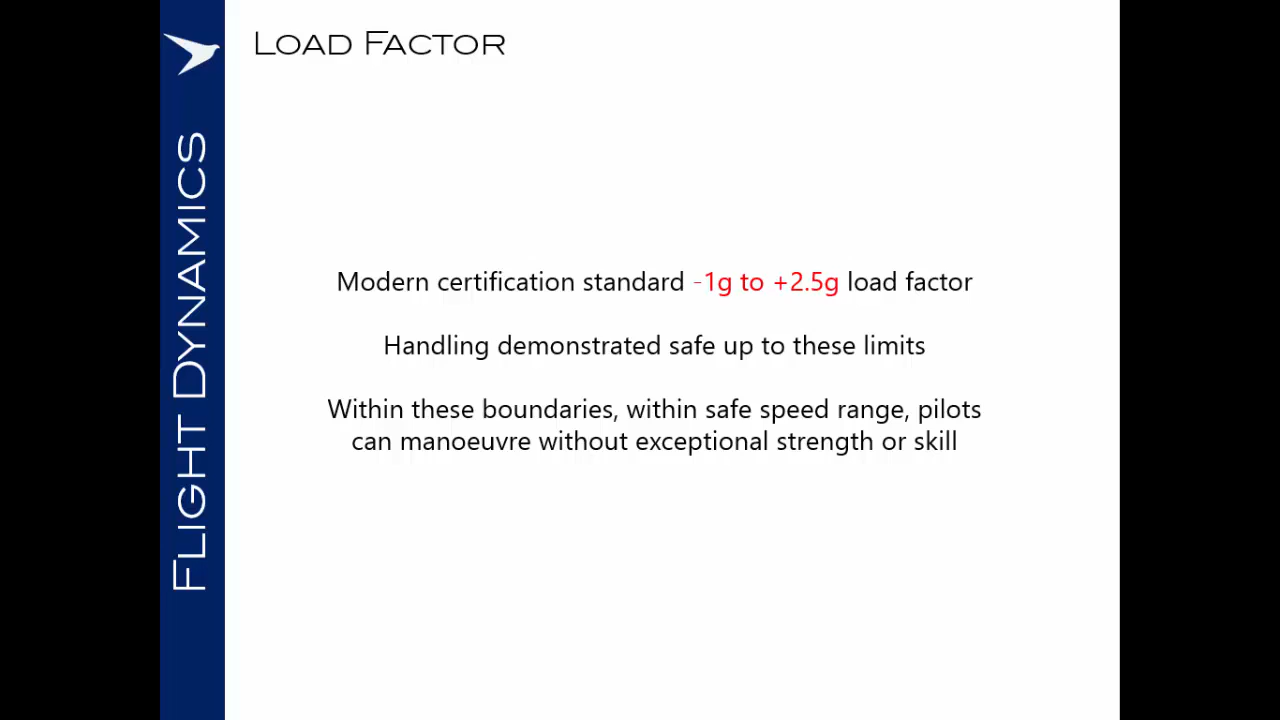 LOAD FACTOR
FLIGHT DYNAMICS
Modern certification standard -1g to +2.5g load factor
Handling demonstrated safe up to these limits
Within these boundaries, within safe speed range, pilots
can manoeuvre without exceptional strength or skill